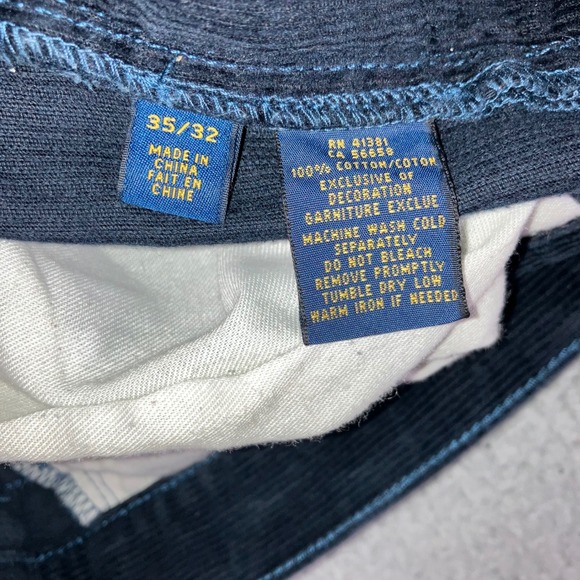 35/32
MADE IN
CHINA
FAIT EN
CHINE
RN 41381
CA 56658
100% COTTON/COTON
EXCLUSIVE OF
DECORATION
GARNITURE EXCLUE
MACHINE WASH COLD
SEPARATELY
DO NOT BLEACH
REMOVE PROMPTLY
TUMBLE DRY LOW
WARM IRON IF NEEDED